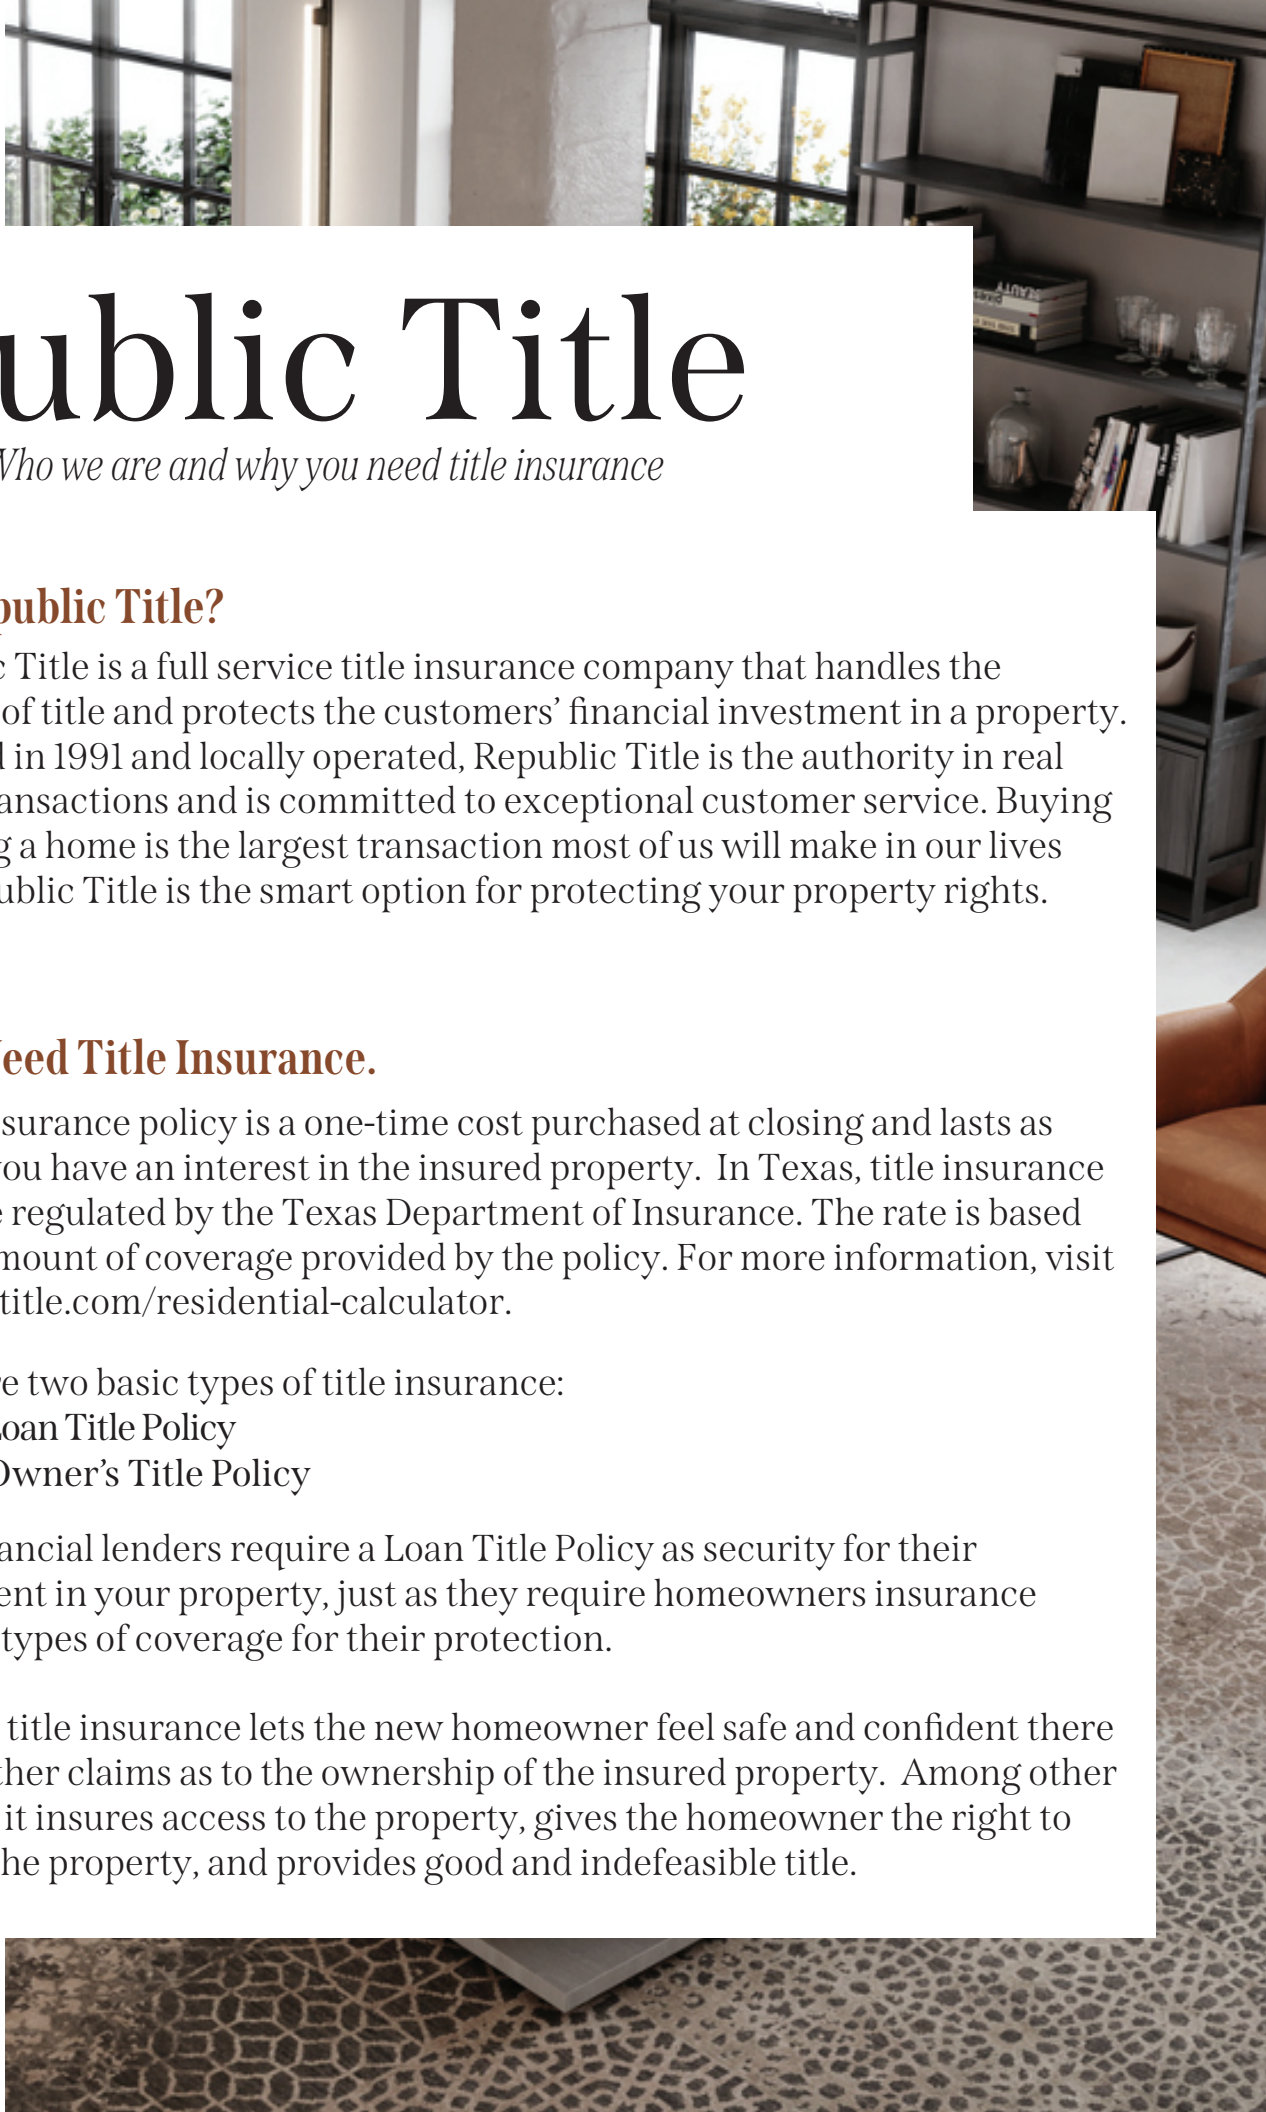 ublic Title
Who we are and why you need title insurance
public Title?
c Title is a full service title insurance company that handles the
of title and protects the customers’ financial investment in a property.
d in 1991 and locally operated, Republic Title is the authority in real
ansactions and is committed to exceptional customer service. Buying
g a home is the largest transaction most of us will make in our lives
ublic Title is the smart option for protecting your property rights.
eed Title Insurance.
surance policy is a one-time cost purchased at closing and lasts as
you have an interest in the insured property.  In Texas, title insurance
e regulated by the Texas Department of Insurance. The rate is based
mount of coverage provided by the policy. For more information, visit
title.com/residential-calculator.
re two basic types of title insurance:
Loan Title Policy
Owner’s Title Policy
ancial lenders require a Loan Title Policy as security for their
ent in your property, just as they require homeowners insurance
types of coverage for their protection.
title insurance lets the new homeowner feel safe and confident there
ther claims as to the ownership of the insured property.  Among other
it insures access to the property, gives the homeowner the right to
he property, and provides good and indefeasible title.
BEAUTY